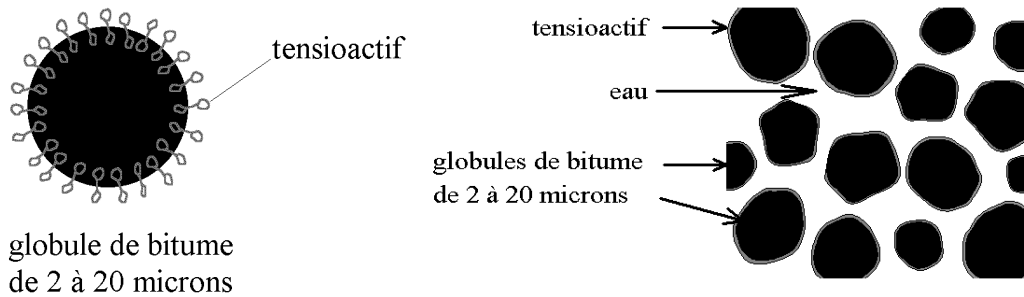 tensioactif
globule de bitume
de 2 à 20 microns
tensioactif
eau
globules de bitume
de 2 à 20 microns